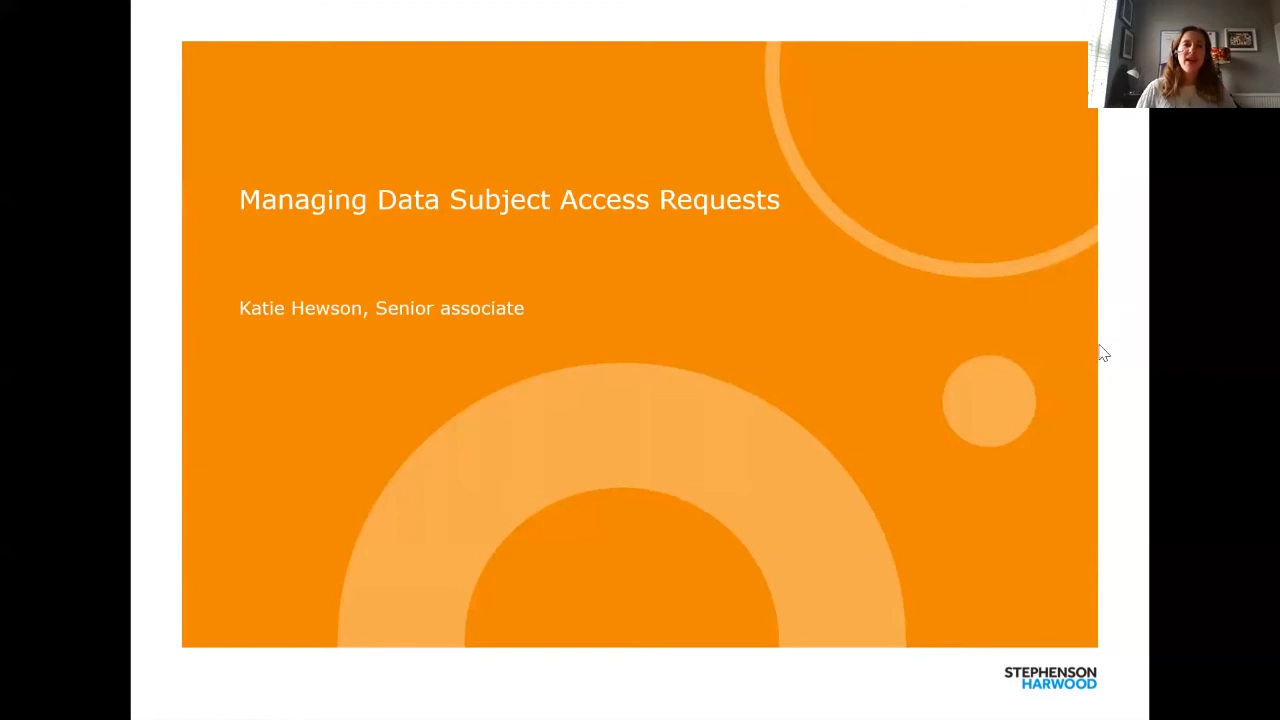 Managing Data Subject Access Requests
Katie Hewson, Senior associate
STEPHENSON
HARWOOD